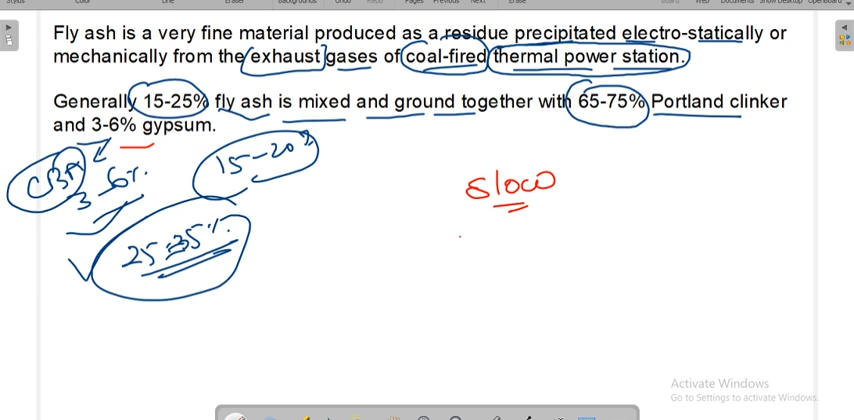 Fly ash is a very fine material produced as a residue precipitated electro-statically or
mechanically from the exhaust gases of coal-fired thermal power station.
Generally 15-25% fly ash is mixed and ground together with 65-75% Portland clinker
and 3-6% gypsum.
15-20%
3 6%
slow
25-35%
Activate Windows
Go to Settings to activate Windows.